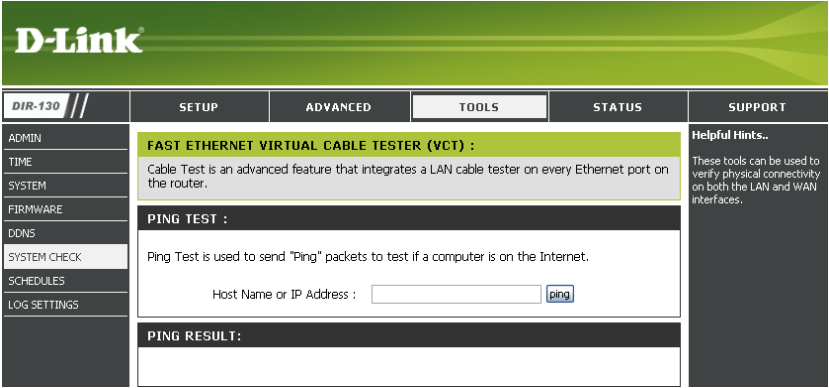 D-Link
DIR-130
SETUP
ADVANCED
TOOLS
STATUS
SUPPORT
ADMIN
TIME
SYSTEM
FIRMWARE
DDNS
SYSTEM CHECK
SCHEDULES
LOG SETTINGS
FAST ETHERNET VIRTUAL CABLE TESTER (VCT) :
Cable Test is an advanced feature that integrates a LAN cable tester on every Ethernet port on
the router.
PING TEST :
Ping Test is used to send "Ping" packets to test if a computer is on the Internet.
Host Name or IP Address :
ping
PING RESULT:
Helpful Hints..
These tools can be used to
verify physical connectivity
on both the LAN and WAN
interfaces.